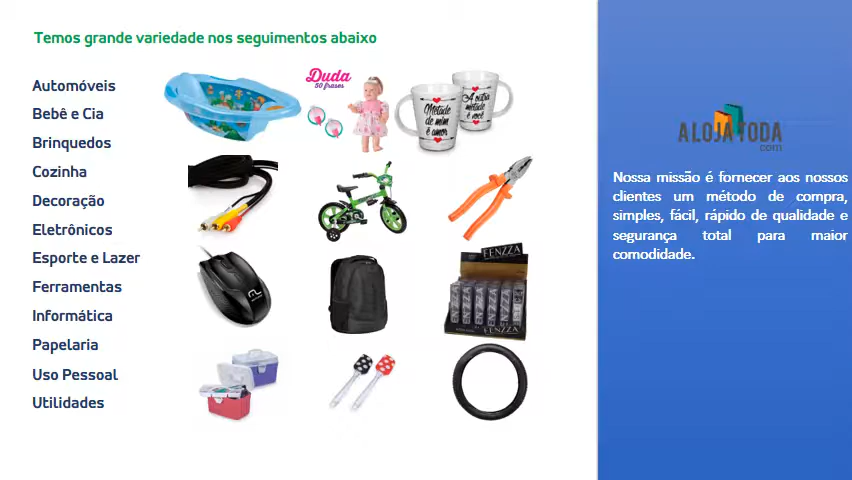 Temos grande variedade nos seguimentos abaixo
Automóveis
Bebê e Cia
Brinquedos
Cozinha
Decoração
Eletrônicos
Esporte e Lazer
Ferramentas
Informática
Papelaria
Uso Pessoal
Utilidades
Duda
50 frases
Metade
de mim
é amor
A outra
metade
é você
FENZZA
FENZZA
ALOJATODA
com
Nossa missão é fornecer aos nossos
clientes um método de compra,
simples, fácil, rápido de qualidade e
segurança total para maior
comodidade.